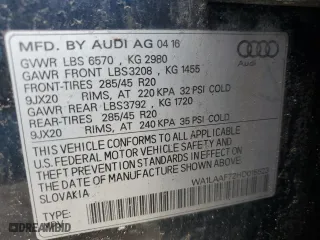 MFD. BY AUDI AG 04 16
GVWR LBS 6570 , KG 2980
GAWR FRONT LBS3208 , KG 1455
FRONT-TIRES 285/45 R20
9JX20 RIMS, AT 220 KPA 32 PSI COLD
GAWR REAR LBS3792 , KG 1720
REAR-TIRES 285/45 R20
9JX20 RIMS, AT 240 KPA 35 PSI COLD
THIS VEHICLE CONFORMS TO ALL APPLICABLE
U.S. FEDERAL MOTOR VEHICLE SAFETY
STANDARDS IN EFFECT ON THE
DATE OF MANUFACTURE SHOWN ABOVE.
SLOVAKIA
TYPE:
Audi